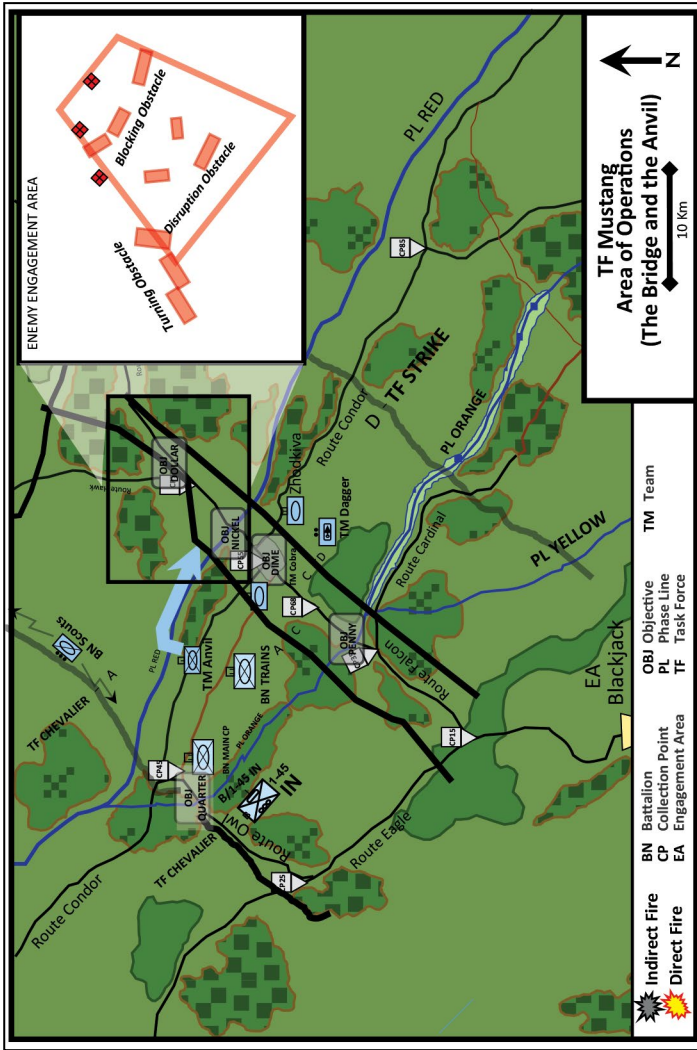 ENEMY ENGAGEMENT AREA
Blocking Obstacle
Disruption Obstacle
Turning Obstacle
BN Scouts
A
TF CHEVALIER
PL RED
PL RED
Route Condor
CP45
OBJ
QUARTER
BN MAIN CP
TM Anvil
BN TRAINS
PL ORANGE
B/1-45 IN
1-45
IN
TF CHEVALIER
Route Owl
CP25
Route Eagle
A
C
OBJ
DOLLAR
OBJ
NICKEL
OBJ
DIME
TM Cobra
CP68
C
D
Zhodkiva
TM Dagger
Route Condor
D
TF STRIKE
CP85
PL ORANGE
OBJ
PENNY
Route Cardinal
Route Falcon
PL YELLOW
CP15
EA
Blackjack
TF Mustang
Area of Operations
(The Bridge and the Anvil)
10 Km
N
Indirect Fire
Direct Fire
BN Battalion
CP Collection Point
EA Engagement Area
OBJ Objective
PL Phase Line
TF Task Force
TM Team